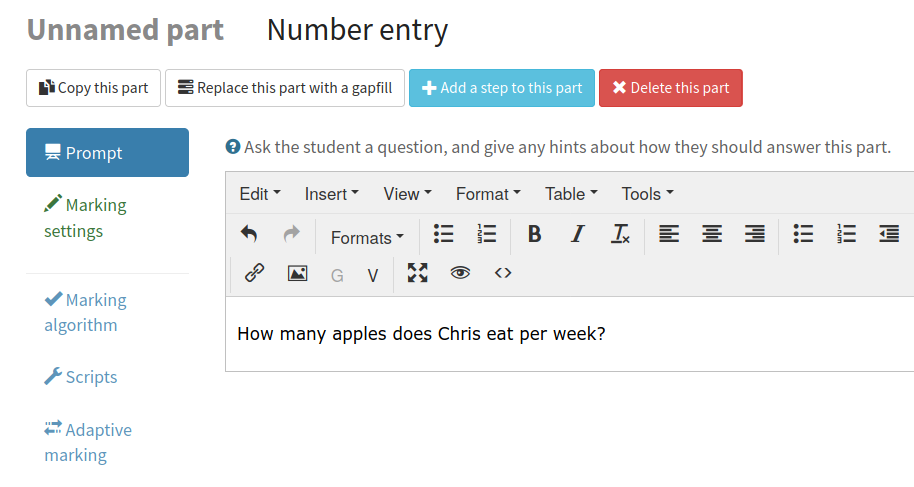 Unnamed part Number entry
Copy this part Replace this part with a gapfill Add a step to this part Delete this part
Prompt
Marking
settings
Marking
algorithm
Scripts
Adaptive
marking
Ask the student a question, and give any hints about how they should answer this part.
Edit Insert View Format Table Tools
Formats B I Tx
G V
How many apples does Chris eat per week?